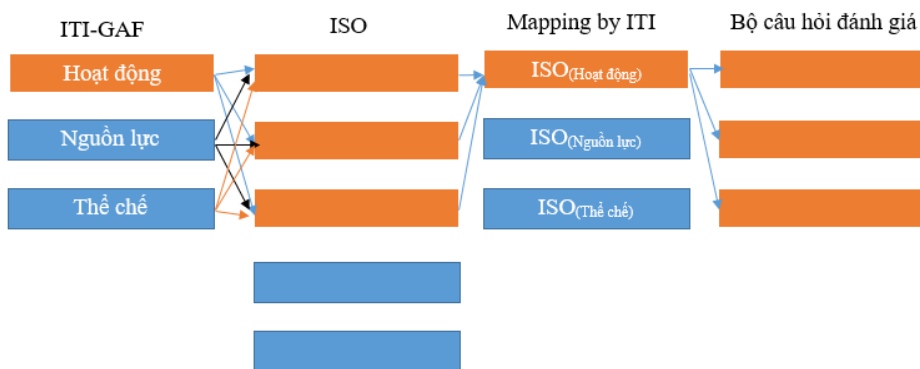 ITI-GAF
ISO
Mapping by ITI
Bộ câu hỏi đánh giá
Hoạt động
ISO(Hoạt động)
Nguồn lực
ISO(Nguồn lực)
Thể chế
ISO(Thể chế)